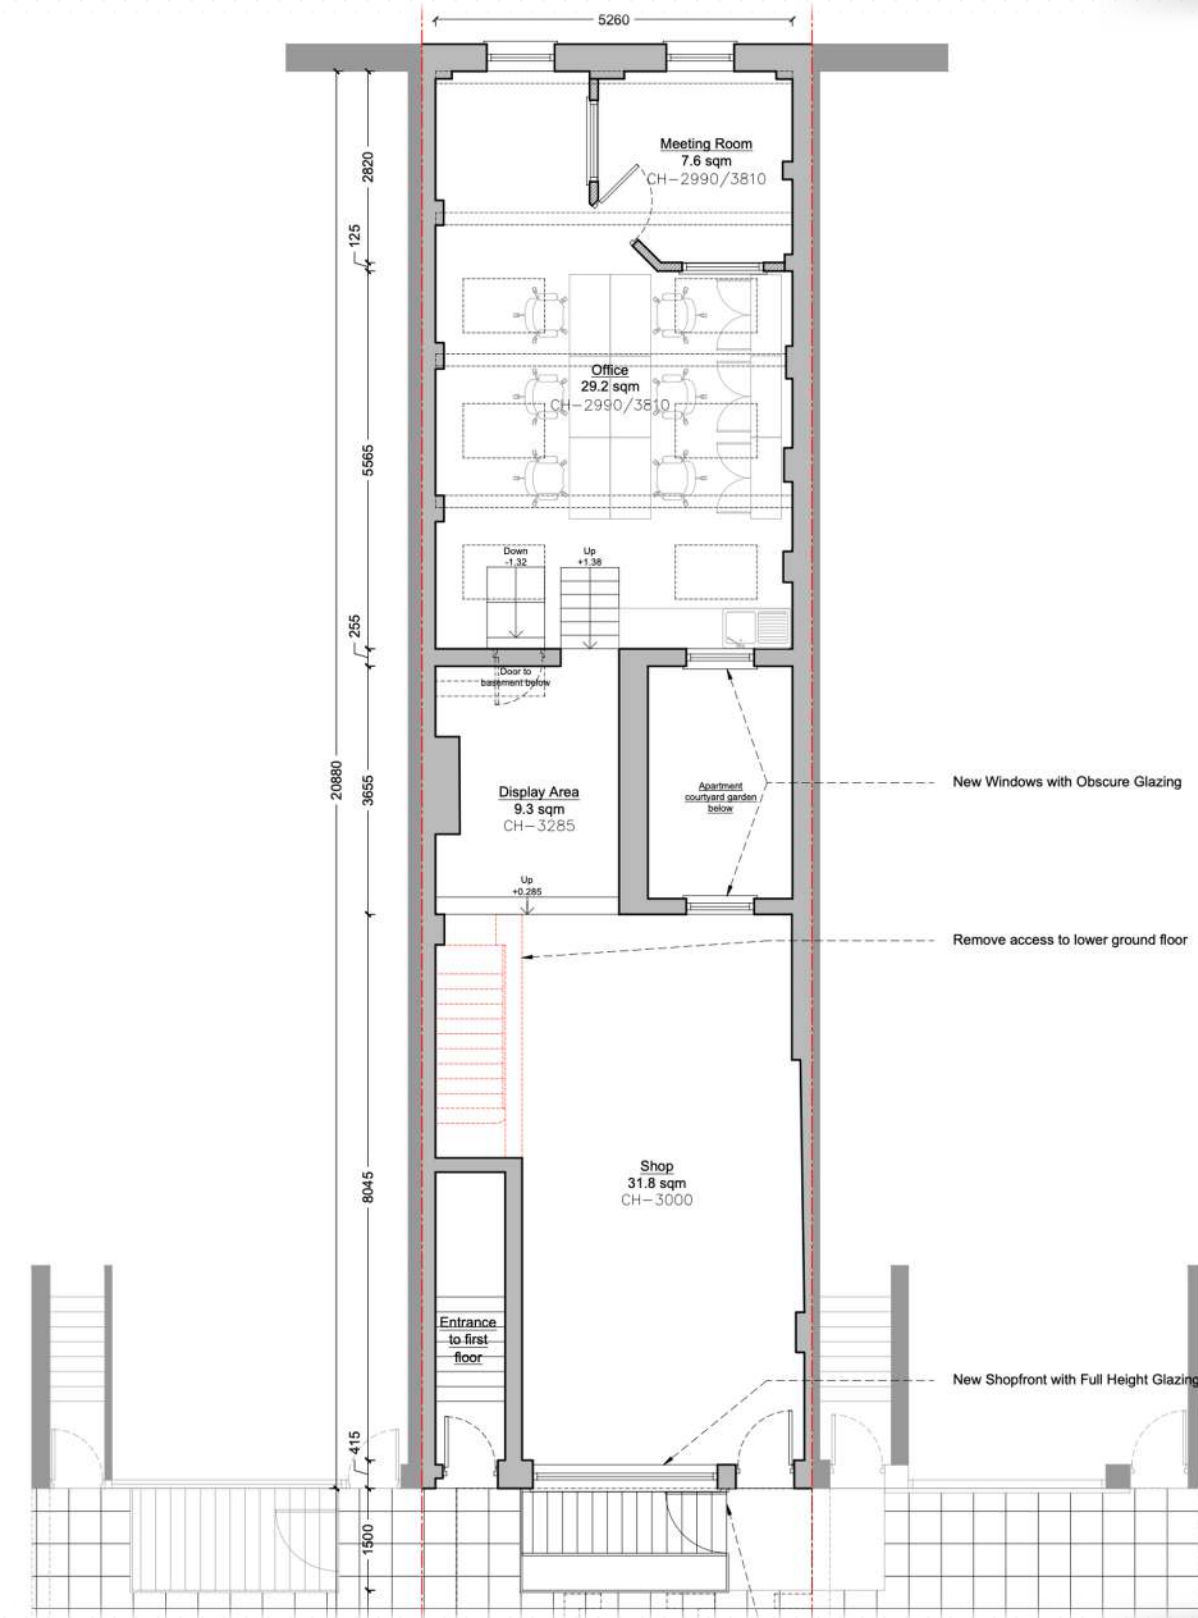 5260
2820
Meeting Room
7.6 sqm
CH-2990/3810
125
Office
29.2 sqm
CH-2990/3810
5565
Down
-1.32
Up
+1.38
255
Door to
basement below
20880
3655
Display Area
9.3 sqm
CH-3285
Apartment
courtyard garden
below
New Windows with Obscure Glazing
Up
+0.285
Remove access to lower ground floor
8045
Shop
31.8 sqm
CH-3000
Entrance
to first
floor
New Shopfront with Full Height Glazing
415
1500